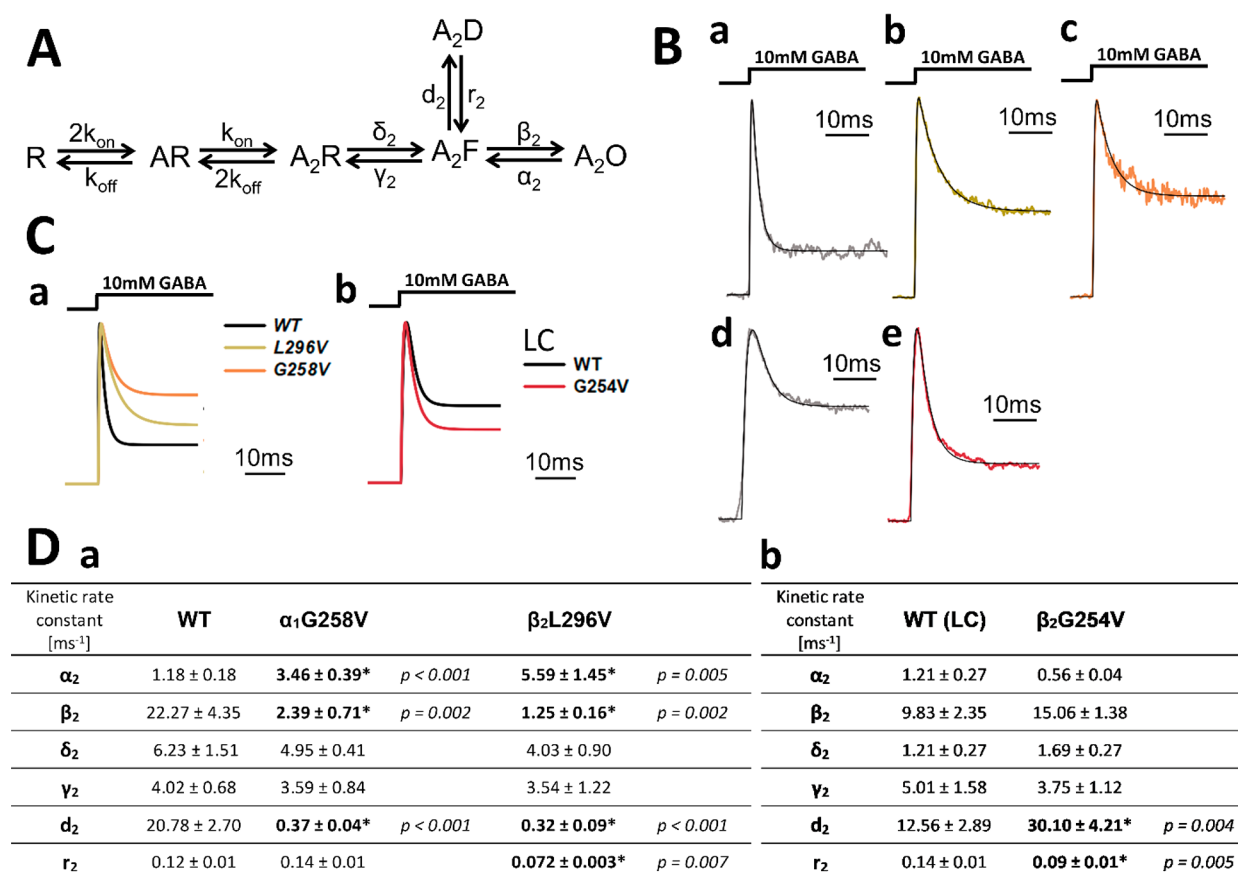 A
A₂D
d₂ r₂
2kon kon δ₂ β₂
R AR A₂R A₂F A₂O
koff 2koff γ₂ α₂
B
a
10mM GABA
10ms
b
10mM GABA
10ms
c
10mM GABA
10ms
d
10ms
e
10ms
C
a
10mM GABA
WT
L296V
G258V
10ms
b
10mM GABA
LC
WT
G254V
10ms
D a
Kinetic rate constant [ms⁻¹] WT α₁G258V β₂L296V
α₂ 1.18 ± 0.18 3.46 ± 0.39* p < 0.001 5.59 ± 1.45* p = 0.005
β₂ 22.27 ± 4.35 2.39 ± 0.71* p = 0.002 1.25 ± 0.16* p = 0.002
δ₂ 6.23 ± 1.51 4.95 ± 0.41 4.03 ± 0.90
γ₂ 4.02 ± 0.68 3.59 ± 0.84 3.54 ± 1.22
d₂ 20.78 ± 2.70 0.37 ± 0.04* p < 0.001 0.32 ± 0.09* p < 0.001
r₂ 0.12 ± 0.01 0.14 ± 0.01 0.072 ± 0.003* p = 0.007
b
Kinetic rate constant [ms⁻¹] WT (LC) β₂G254V
α₂ 1.21 ± 0.27 0.56 ± 0.04
β₂ 9.83 ± 2.35 15.06 ± 1.38
δ₂ 1.21 ± 0.27 1.69 ± 0.27
γ₂ 5.01 ± 1.58 3.75 ± 1.12
d₂ 12.56 ± 2.89 30.10 ± 4.21* p = 0.004
r₂ 0.14 ± 0.01 0.09 ± 0.01* p = 0.005